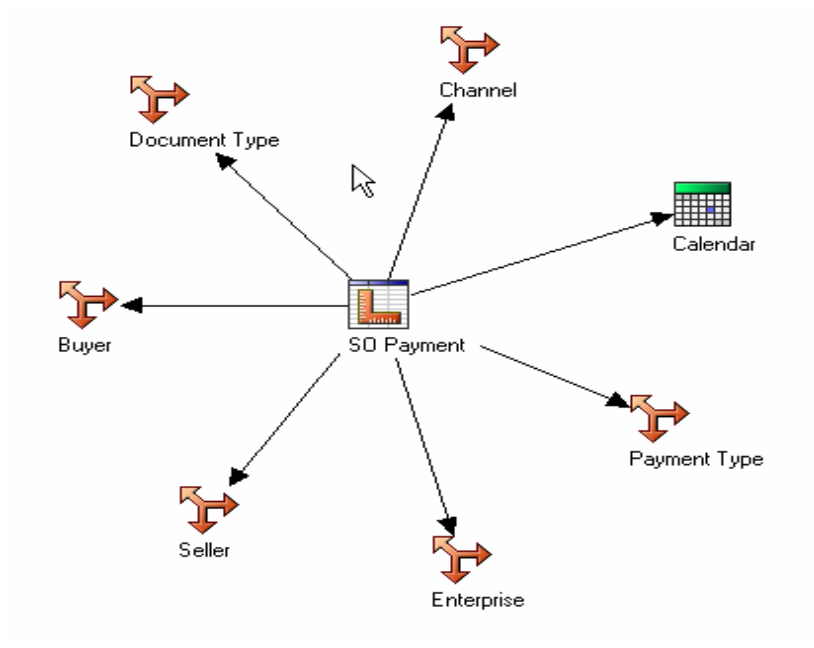 Channel
Document Type
Calendar
Buyer
SO Payment
Payment Type
Seller
Enterprise